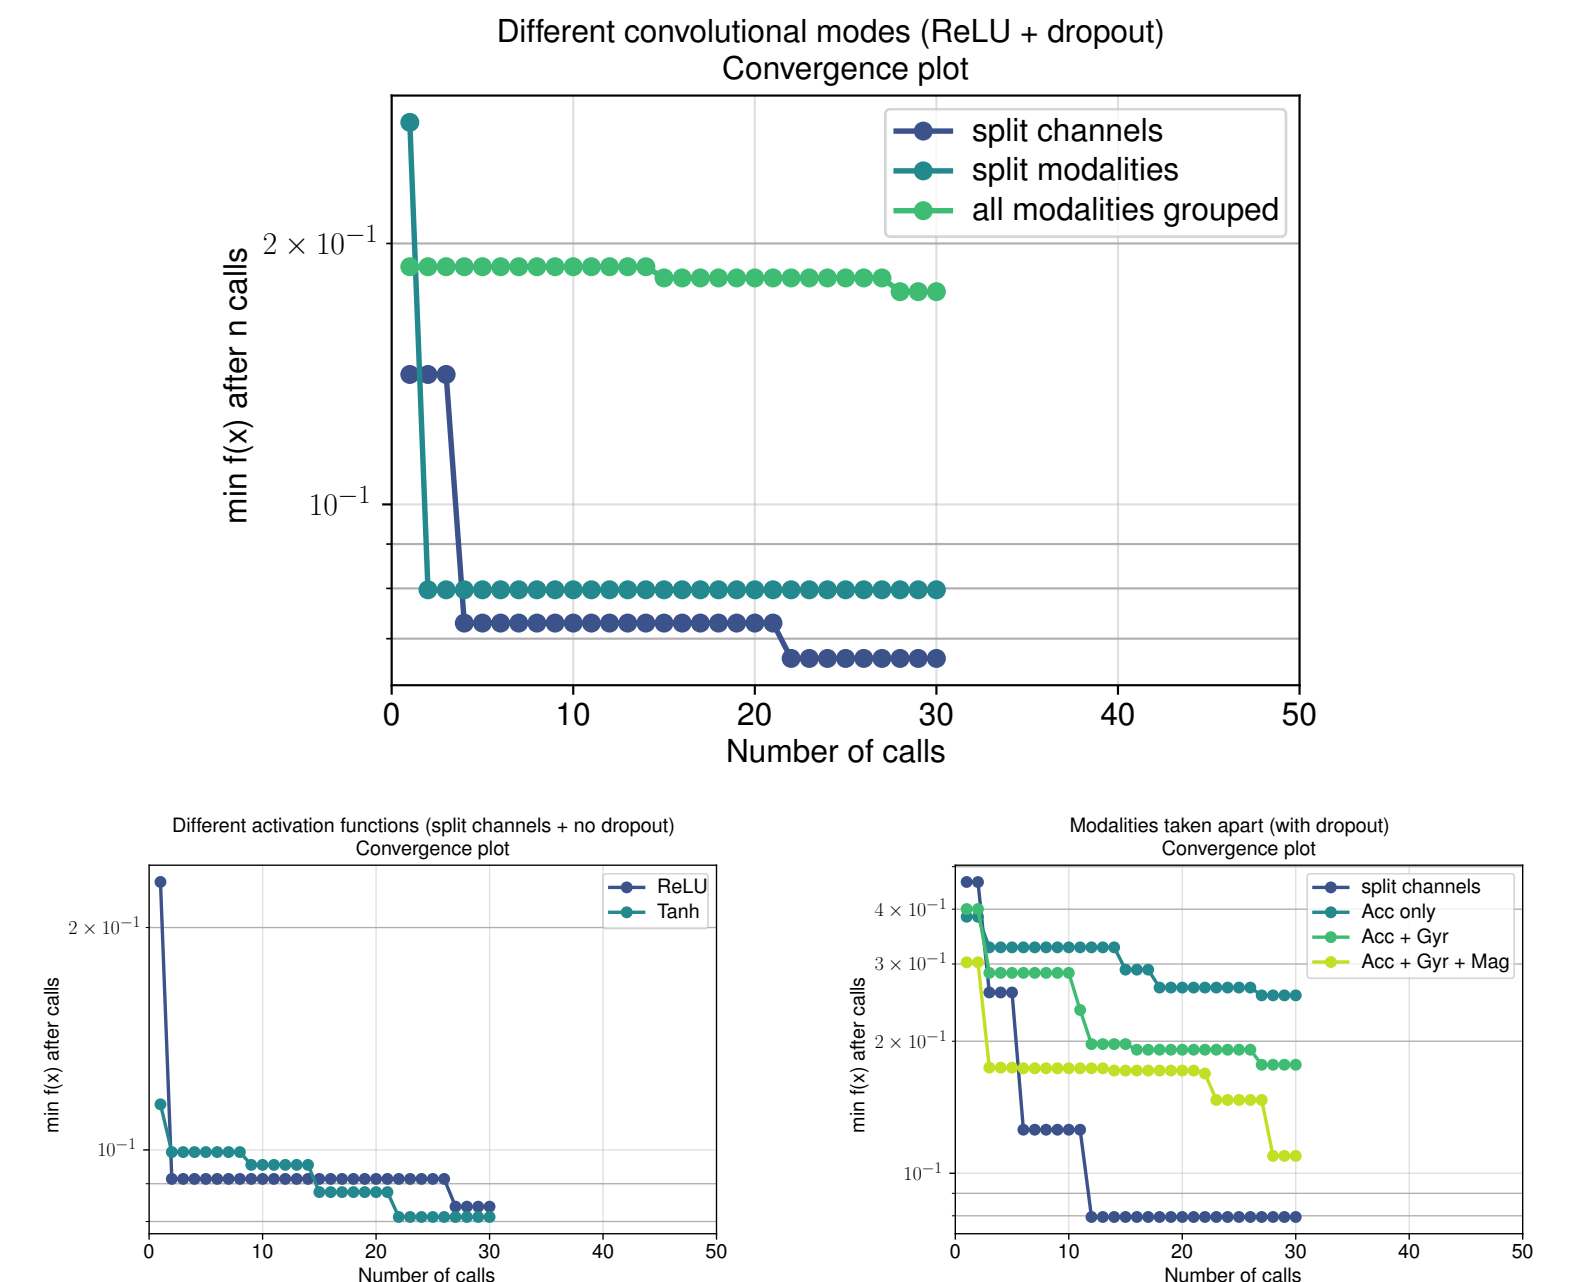 Different convolutional modes (ReLU + dropout)
Convergence plot
split channels
split modalities
all modalities grouped
2 × 10⁻¹
10⁻¹
min f(x) after n calls
0 10 20 30 40 50
Number of calls
Different activation functions (split channels + no dropout)
Convergence plot
ReLU
Tanh
2 × 10⁻¹
10⁻¹
min f(x) after calls
0 10 20 30 40 50
Number of calls
Modalities taken apart (with dropout)
Convergence plot
split channels
Acc only
Acc + Gyr
Acc + Gyr + Mag
4 × 10⁻¹
3 × 10⁻¹
2 × 10⁻¹
10⁻¹
min f(x) after calls
0 10 20 30 40 50
Number of calls